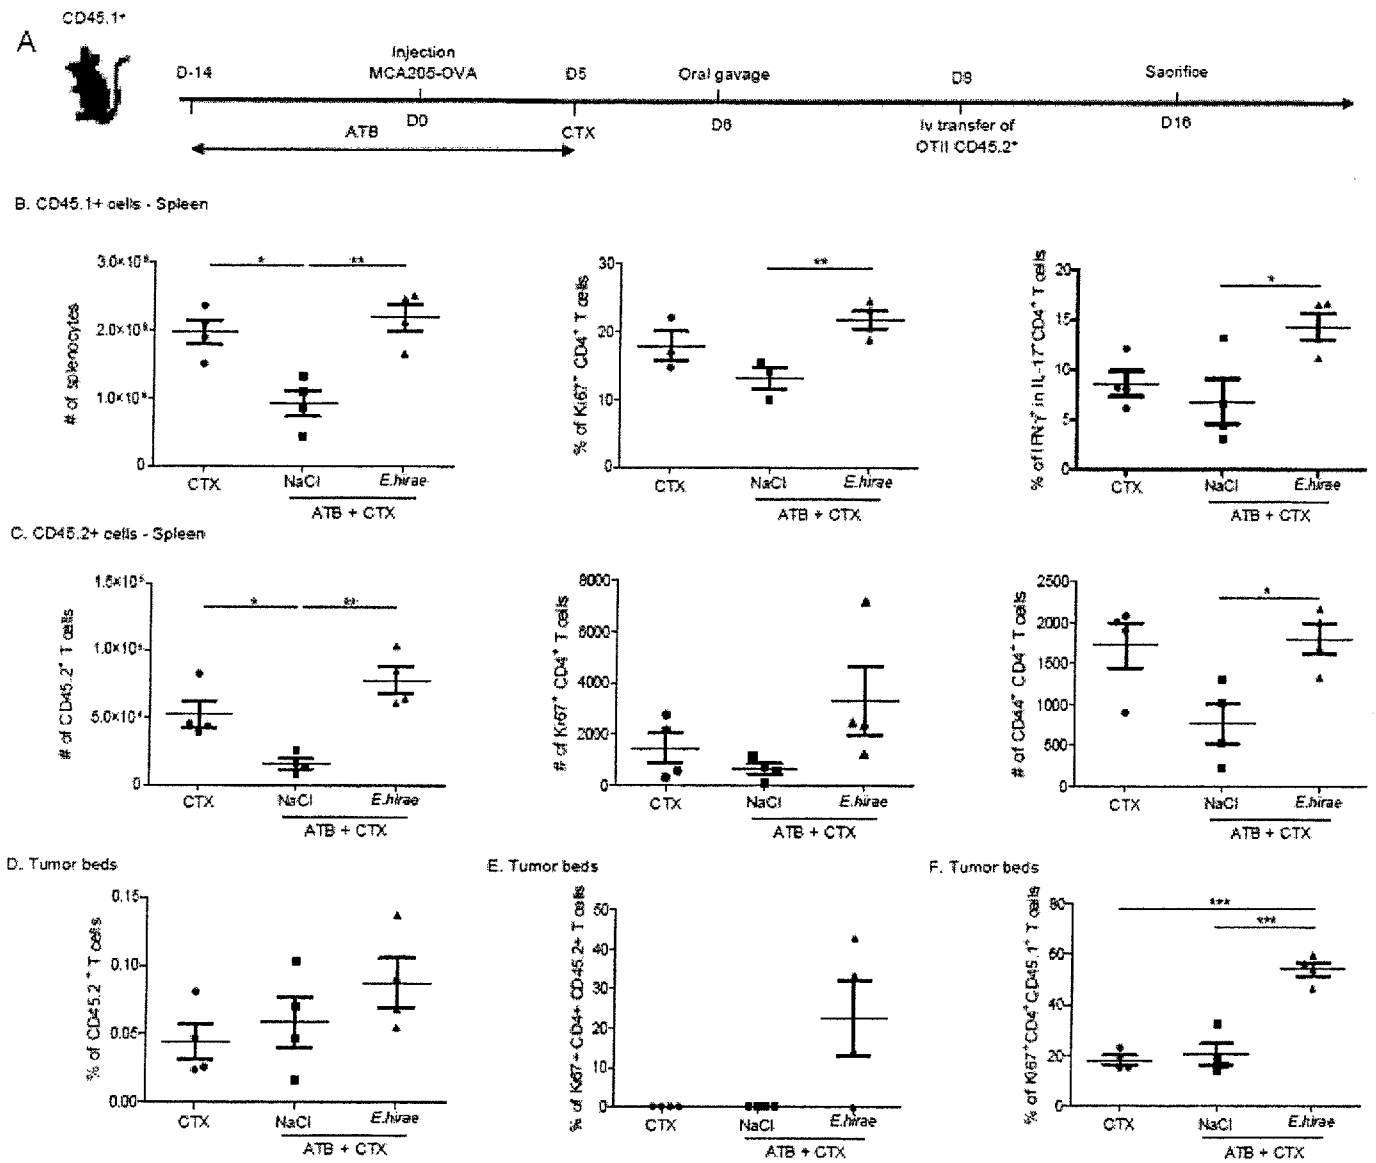 CD45.1+
A
D-14
Injection
MCA205-OVA
D5
Oral gavage
D8
Sacrifice
ATB
D0
CTX
D6
Iv transfer of
OTII CD45.2+
D16
B. CD45.1+ cells - Spleen
# of splenocytes
3.0×10⁸
2.0×10⁸
1.0×10⁸
0
*
**
CTX
NaCl
E.hirae
ATB + CTX
% of Ki67+ CD4+ T cells
30
20
10
0
**
CTX
NaCl
E.hirae
ATB + CTX
% of IFN-γ+ in IL-17+CD4+ T cells
20
15
10
5
0
*
CTX
NaCl
E.hirae
ATB + CTX
C. CD45.2+ cells - Spleen
# of CD45.2+ T cells
1.5×10⁵
1.0×10⁵
5.0×10⁴
0
*
**
CTX
NaCl
E.hirae
ATB + CTX
# of Ki67+ CD4+ T cells
8000
6000
4000
2000
0
CTX
NaCl
E.hirae
ATB + CTX
# of CD44+ CD4+ T cells
2500
2000
1500
1000
500
0
*
CTX
NaCl
E.hirae
ATB + CTX
D. Tumor beds
% of CD45.2+ T cells
0.15
0.10
0.05
0.00
CTX
NaCl
E.hirae
ATB + CTX
E. Tumor beds
% of Ki67+ CD4+ CD45.2+ T cells
50
40
30
20
10
0
CTX
NaCl
E.hirae
ATB + CTX
F. Tumor beds
% of Ki67+CD4+CD45.1+ T cells
80
60
40
20
0
***
***
CTX
NaCl
E.hirae
ATB + CTX